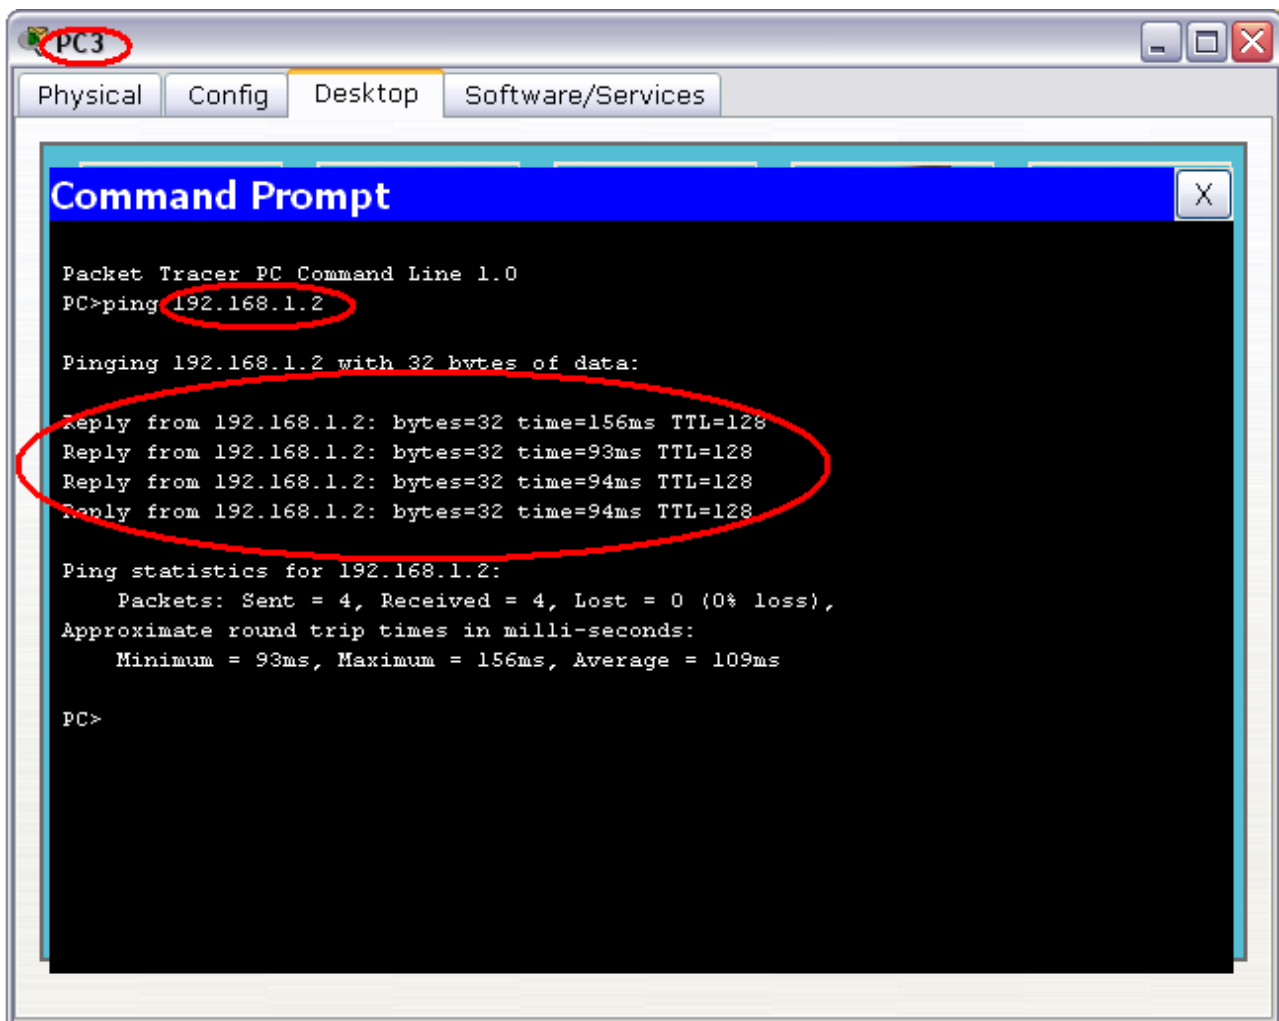 PC3
Physical Config Desktop Software/Services
Command Prompt X
Packet Tracer PC Command Line 1.0
PC>ping 192.168.1.2
Pinging 192.168.1.2 with 32 bytes of data:
Reply from 192.168.1.2: bytes=32 time=156ms TTL=128
Reply from 192.168.1.2: bytes=32 time=93ms TTL=128
Reply from 192.168.1.2: bytes=32 time=94ms TTL=128
Reply from 192.168.1.2: bytes=32 time=94ms TTL=128
Ping statistics for 192.168.1.2:
Packets: Sent = 4, Received = 4, Lost = 0 (0% loss),
Approximate round trip times in milli-seconds:
Minimum = 93ms, Maximum = 156ms, Average = 109ms
PC>